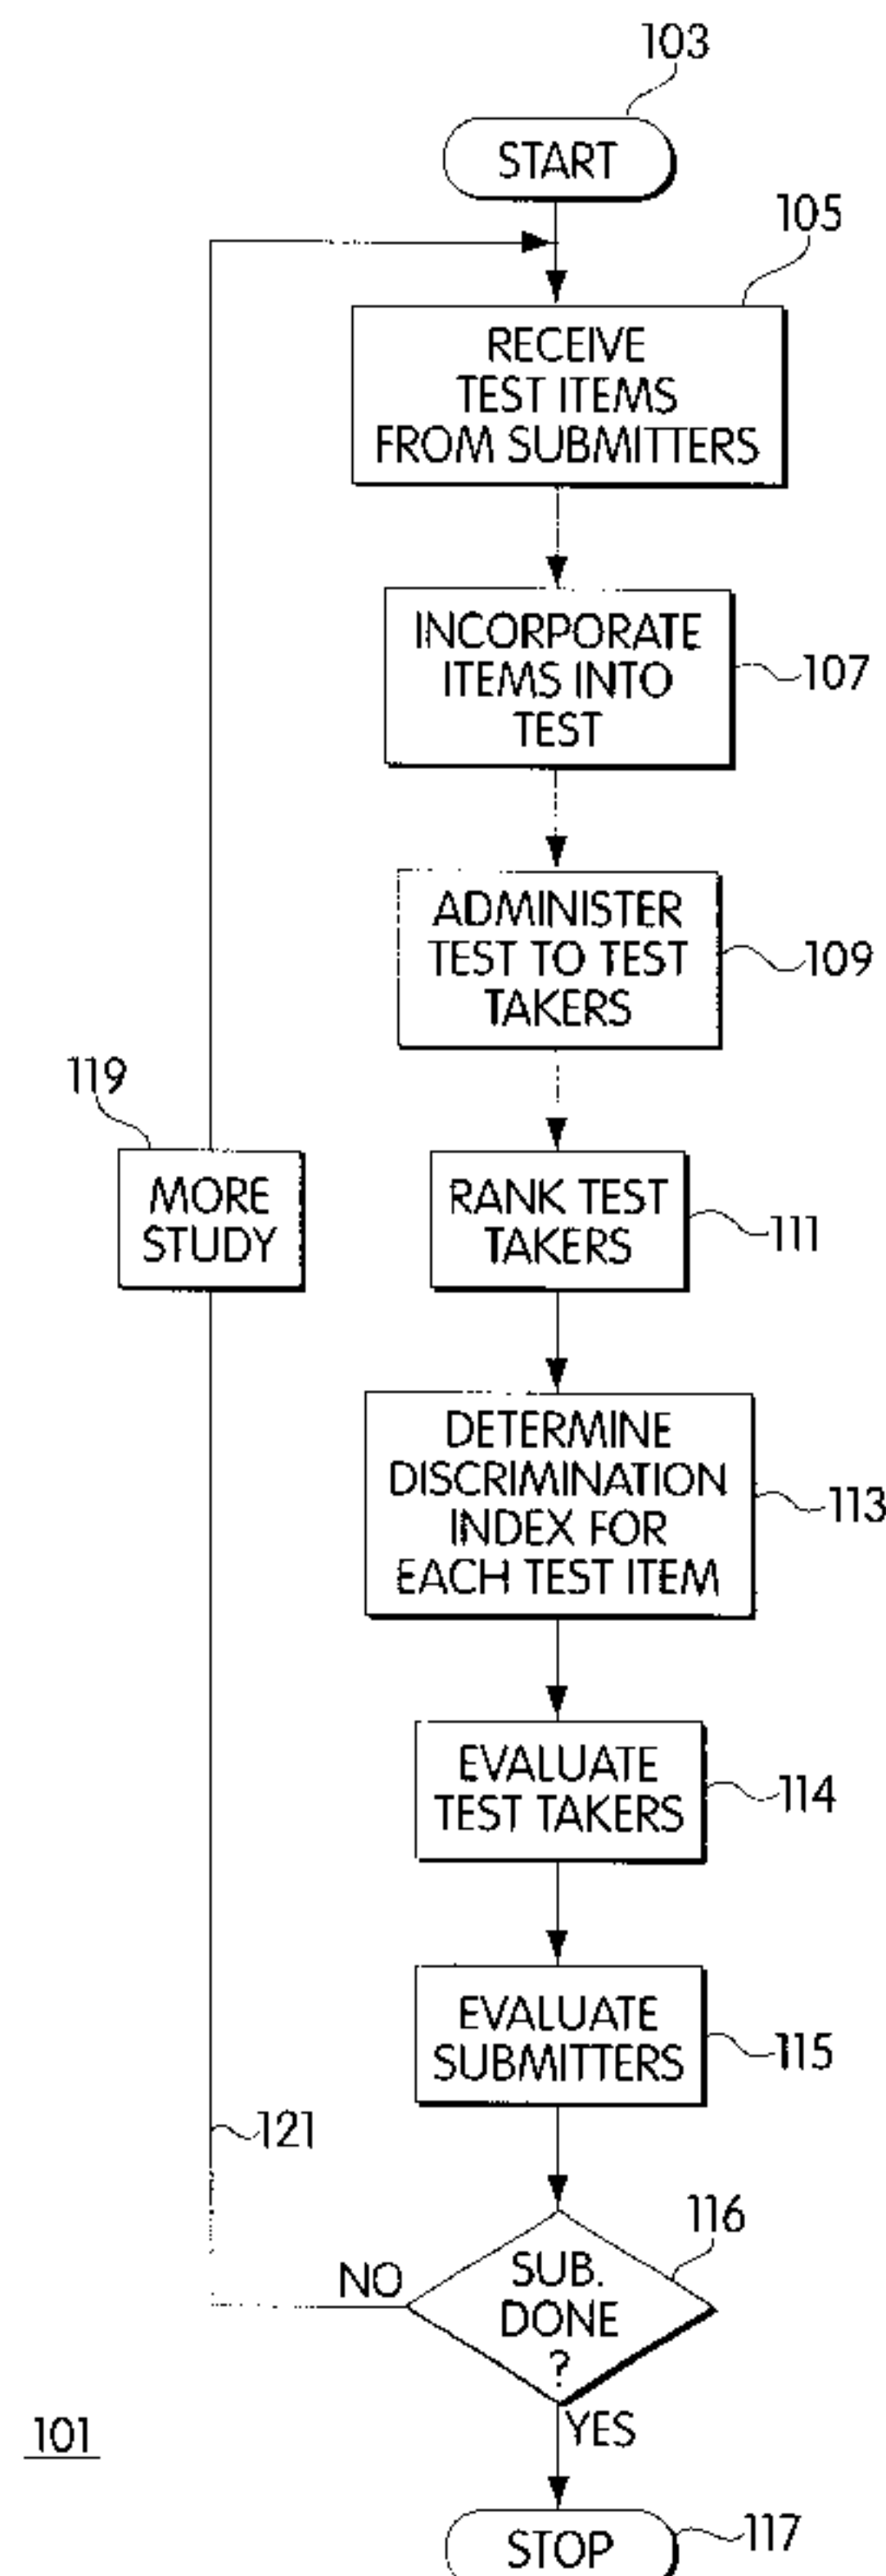 103
START
105
RECEIVE
TEST ITEMS
FROM SUBMITTERS
INCORPORATE
ITEMS INTO
TEST
107
ADMINISTER
TEST TO TEST
TAKERS
109
119
MORE
STUDY
RANK TEST
TAKERS
111
DETERMINE
DISCRIMINATION
INDEX FOR
EACH TEST ITEM
113
EVALUATE
TEST TAKERS
114
EVALUATE
SUBMITTERS
115
121
116
NO
SUB.
DONE
?
YES
101
STOP
117